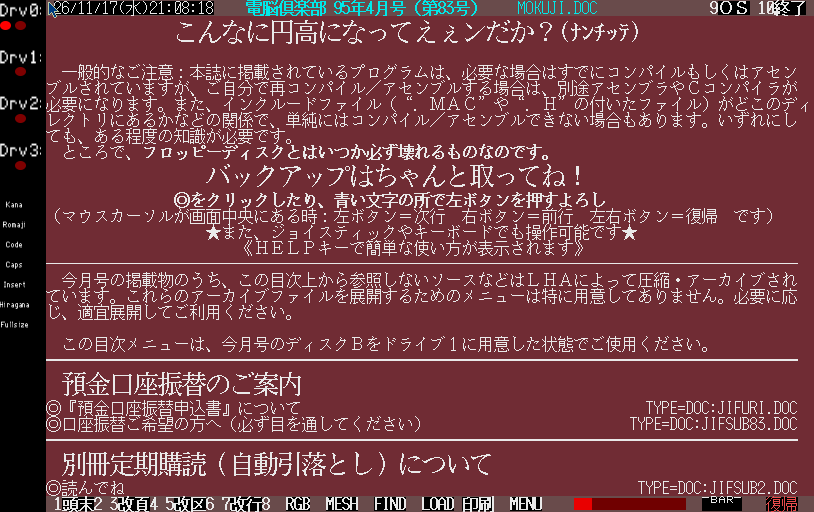 Drv0: 26/11/17(水)21:08:18 電脳倶楽部 95年4月号 (第83号) MOKUJI.DOC 9OS 10終了
こんなに円高になってえぇンだか？(ﾅﾝﾁｯﾃ)
Drv1:
一般的なご注意：本誌に掲載されているプログラムは、必要な場合はすでにコンパイルもしくはアセン
ブルされていますが、ご自分で再コンパイル／アセンブルする場合は、別途アセンブラやＣコンパイラが
必要になります。また、インクルードファイル（“．ＭＡＣ”や“．Ｈ”の付いたファイル）がどこのディ
Drv2:
レクトリにあるかなどの関係で、単純にはコンパイル／アセンブルできない場合もあります。いずれにし
ても、ある程度の知識が必要です。
ところで、フロッピーディスクとはいつか必ず壊れるものなのです。
Drv3:
バックアップはちゃんと取ってね！
◎をクリックしたり、青い文字の所で左ボタンを押すよろし
（マウスカーソルが画面中央にある時：左ボタン＝次行　右ボタン＝前行　左右ボタン＝復帰　です）
★また、ジョイスティックやキーボードでも操作可能です★
《ＨＥＬＰキーで簡単な使い方が表示されます》
Kana
Romaji
Code
Caps
Insert
Hiragana
Fullsize
今月号の掲載物のうち、この目次上から参照しないソースなどはＬＨＡによって圧縮・アーカイブされ
ています。これらのアーカイブファイルを展開するためのメニューは特に用意してありません。必要に応
じ、適宜展開してご利用ください。
この目次メニューは、今月号のディスクＢをドライブ１に用意した状態でご使用ください。
預金口座振替のご案内
◎『預金口座振替申込書』について TYPE=DOC:JIFURI.DOC
◎口座振替ご希望の方へ（必ず目を通してください） TYPE=DOC:JIFSUB83.DOC
別冊定期購読（自動引落とし）について
◎読んでね TYPE=DOC:JIFSUB2.DOC
1頭末2 3改頁4 5改区6 7改行8 RGB MESH FIND LOAD 印刷 MENU BAR 復帰